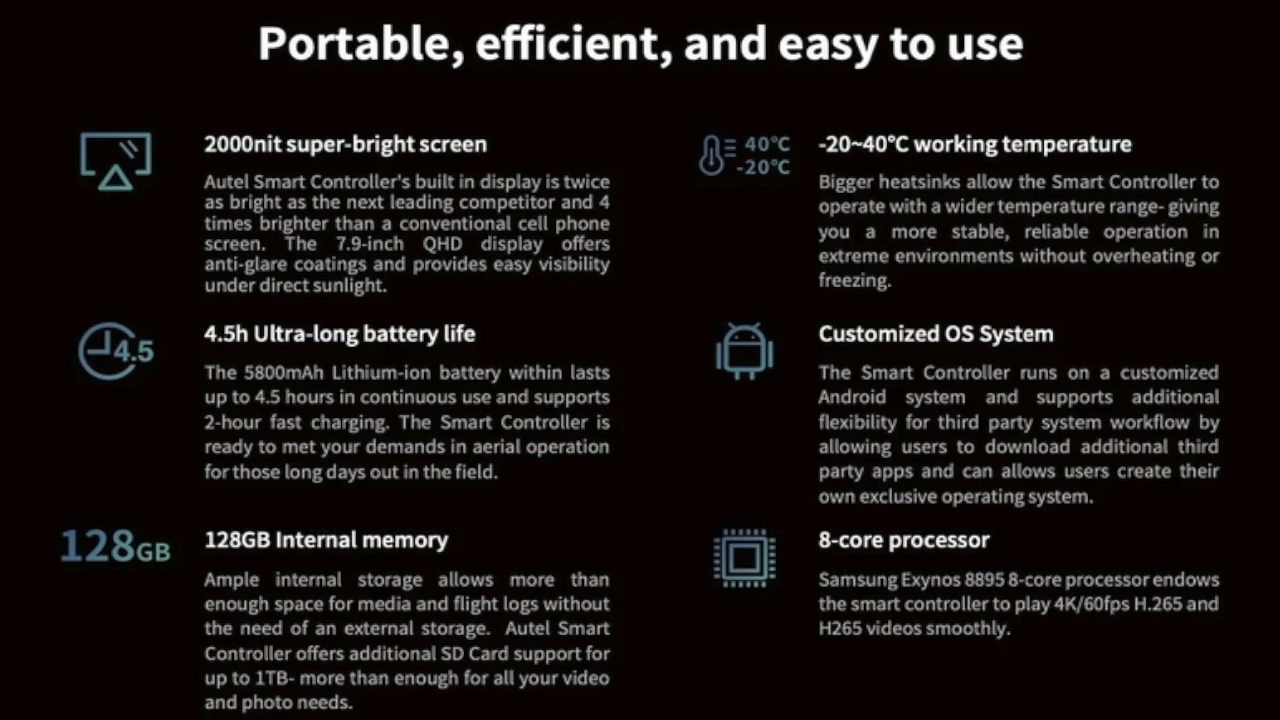 Portable, efficient, and easy to use
2000nit super-bright screen
Autel Smart Controller's built in display is twice
as bright as the next leading competitor and 4
times brighter than a conventional cell phone
screen. The 7.9-inch QHD display offers
anti-glare coatings and provides easy visibility
under direct sunlight.
4.5
4.5h Ultra-long battery life
The 5800mAh Lithium-ion battery within lasts
up to 4.5 hours in continuous use and supports
2-hour fast charging. The Smart Controller is
ready to met your demands in aerial operation
for those long days out in the field.
128GB
128GB Internal memory
Ample internal storage allows more than
enough space for media and flight logs without
the need of an external storage. Autel Smart
Controller offers additional SD Card support for
up to 1TB- more than enough for all your video
and photo needs.
40°C
-20°C
-20~40°C working temperature
Bigger heatsinks allow the Smart Controller to
operate with a wider temperature range- giving
you a more stable, reliable operation in
extreme environments without overheating or
freezing.
Customized OS System
The Smart Controller runs on a customized
Android system and supports additional
flexibility for third party system workflow by
allowing users to download additional third
party apps and can allows users create their
own exclusive operating system.
8-core processor
Samsung Exynos 8895 8-core processor endows
the smart controller to play 4K/60fps H.265 and
H265 videos smoothly.